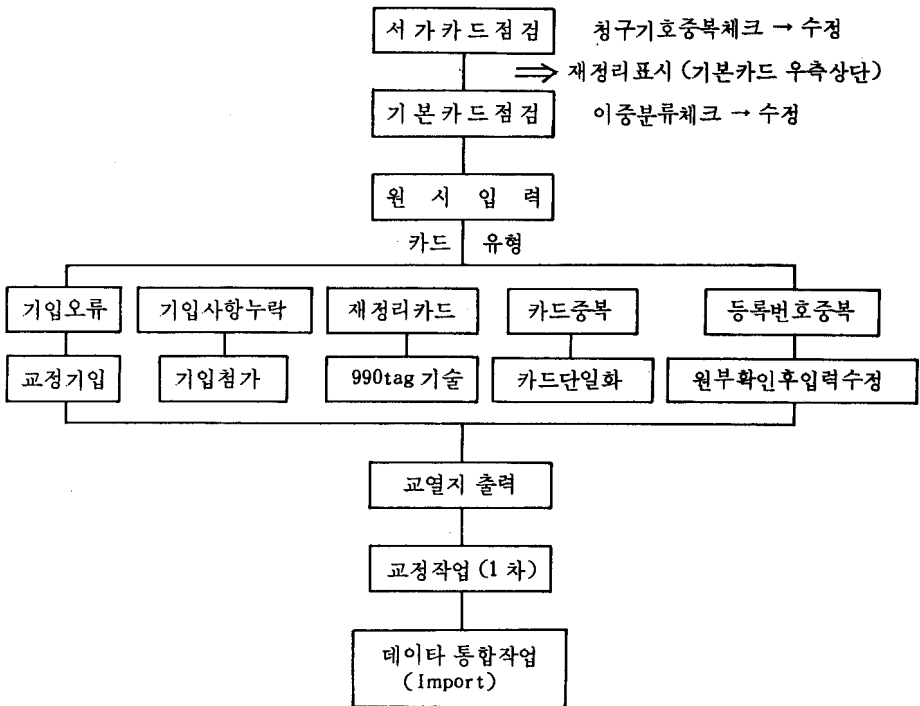 서가카드점검 청구기호중복체크 → 수정
⇒ 재정리표시 (기본카드 우측상단)
기본카드점검 이중분류체크 → 수정
원시입력
카드 유형
기입오류 기입사항누락 재정리카드 카드중복 등록번호중복
교정기입 기입첨가 990tag 기술 카드단일화 원부확인후입력수정
교열지 출력
교정작업 (1 차)
데이타 통합작업
(Import)